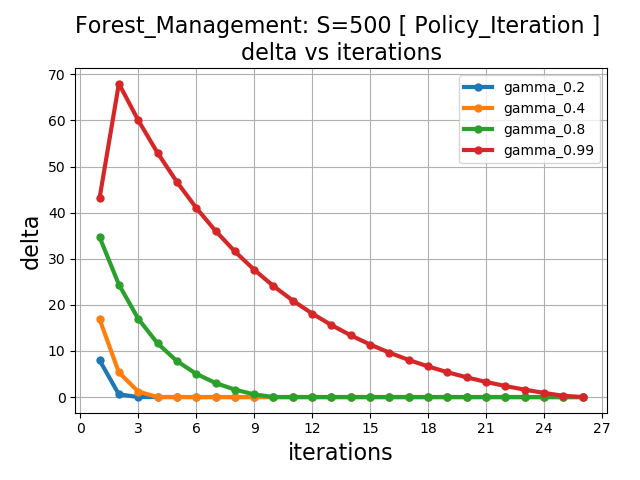 Forest_Management: S=500 [ Policy_Iteration ]
delta vs iterations
gamma_0.2
gamma_0.4
gamma_0.8
gamma_0.99
delta
70
60
50
40
30
20
10
0
0 3 6 9 12 15 18 21 24 27
iterations